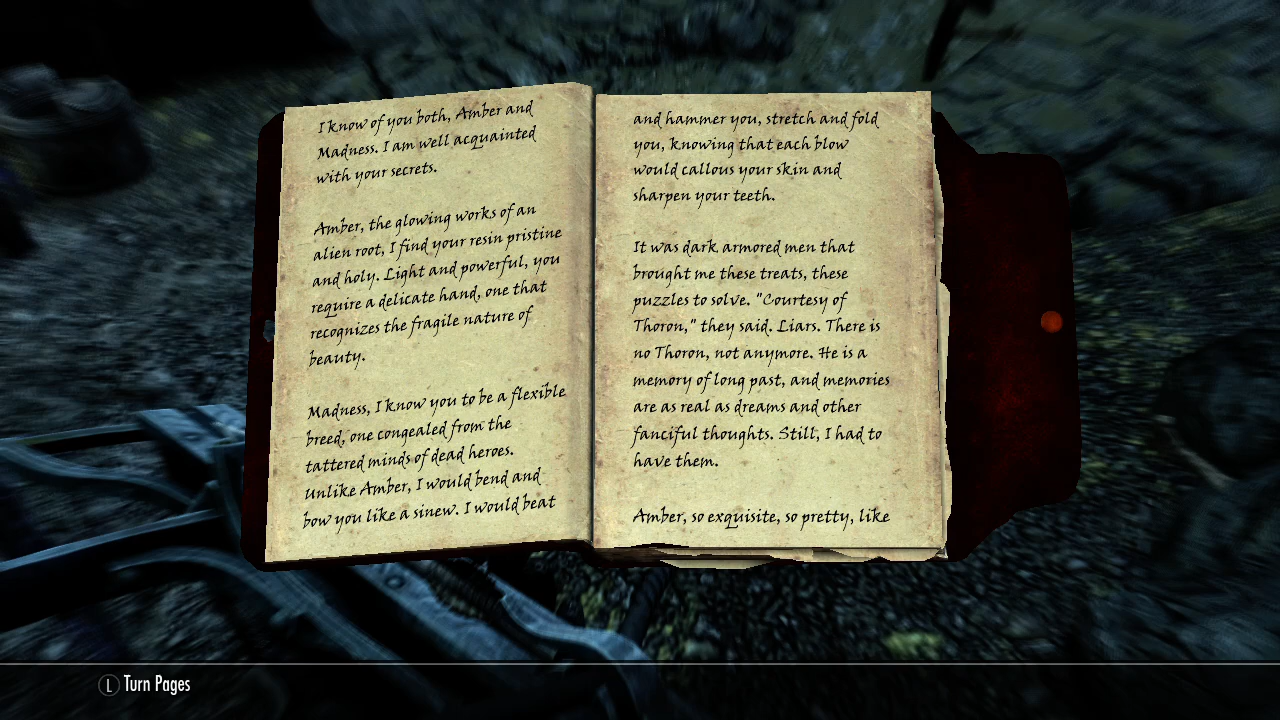 I know of you both, Amber and
Madness. I am well acquainted
with your secrets.
Amber, the glowing works of an
alien root, I find your resin pristine
and holy. Light and powerful, you
require a delicate hand, one that
recognizes the fragile nature of
beauty.
Madness, I know you to be a flexible
breed, one congealed from the
tattered minds of dead heroes.
Unlike Amber, I would bend and
bow you like a sinew. I would beat
and hammer you, stretch and fold
you, knowing that each blow
would callous your skin and
sharpen your teeth.
It was dark armored men that
brought me these treats, these
puzzles to solve. "Courtesy of
Thoron," they said. Liars. There is
no Thoron, not anymore. He is a
memory of long past, and memories
are as real as dreams and other
fanciful thoughts. Still, I had to
have them.
Amber, so exquisite, so pretty, like
L Turn Pages